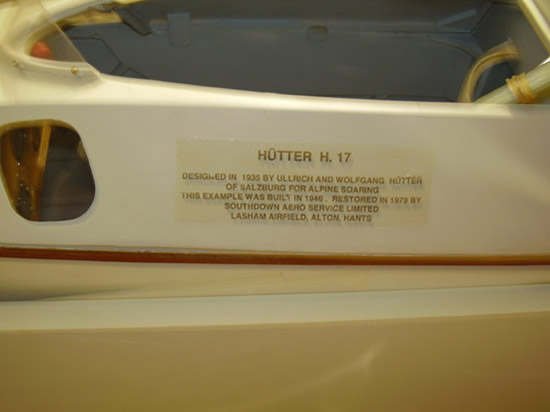 HÜTTER H. 17
DESIGNED IN 1935 BY ULLRICH AND WOLFGANG HÜTTER
OF SALZBURG FOR ALPINE SOARING
THIS EXAMPLE WAS BUILT IN 1946. RESTORED IN 1979 BY
SOUTHDOWN AERO SERVICE LIMITED
LASHAM AIRFIELD, ALTON, HANTS